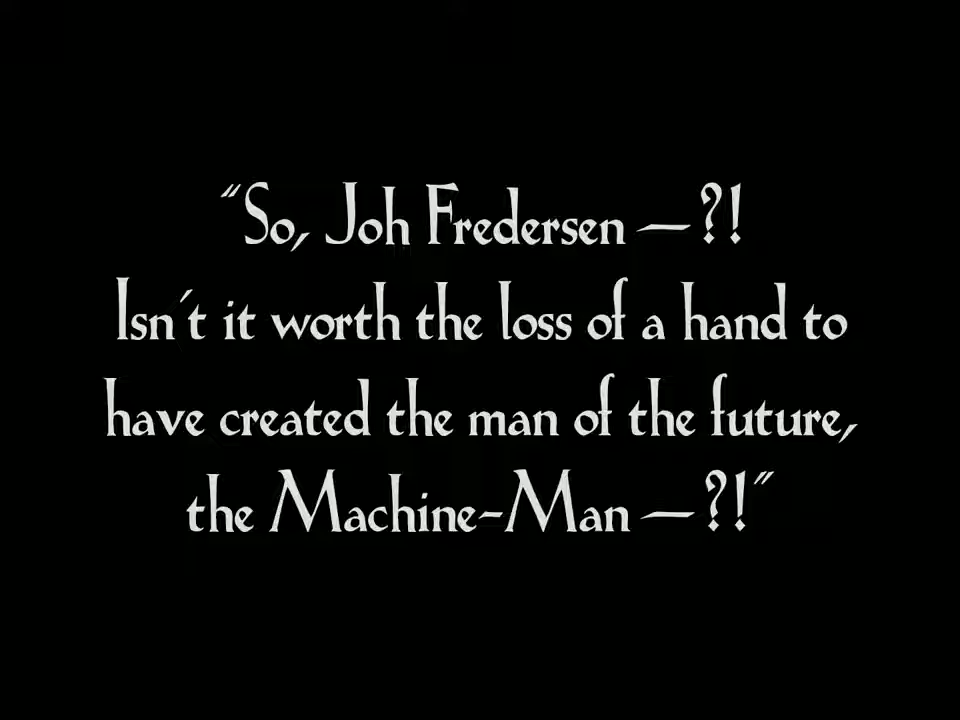 "So, Joh Fredersen —?!
Isn't it worth the loss of a hand to
have created the man of the future,
the Machine-Man —?!"